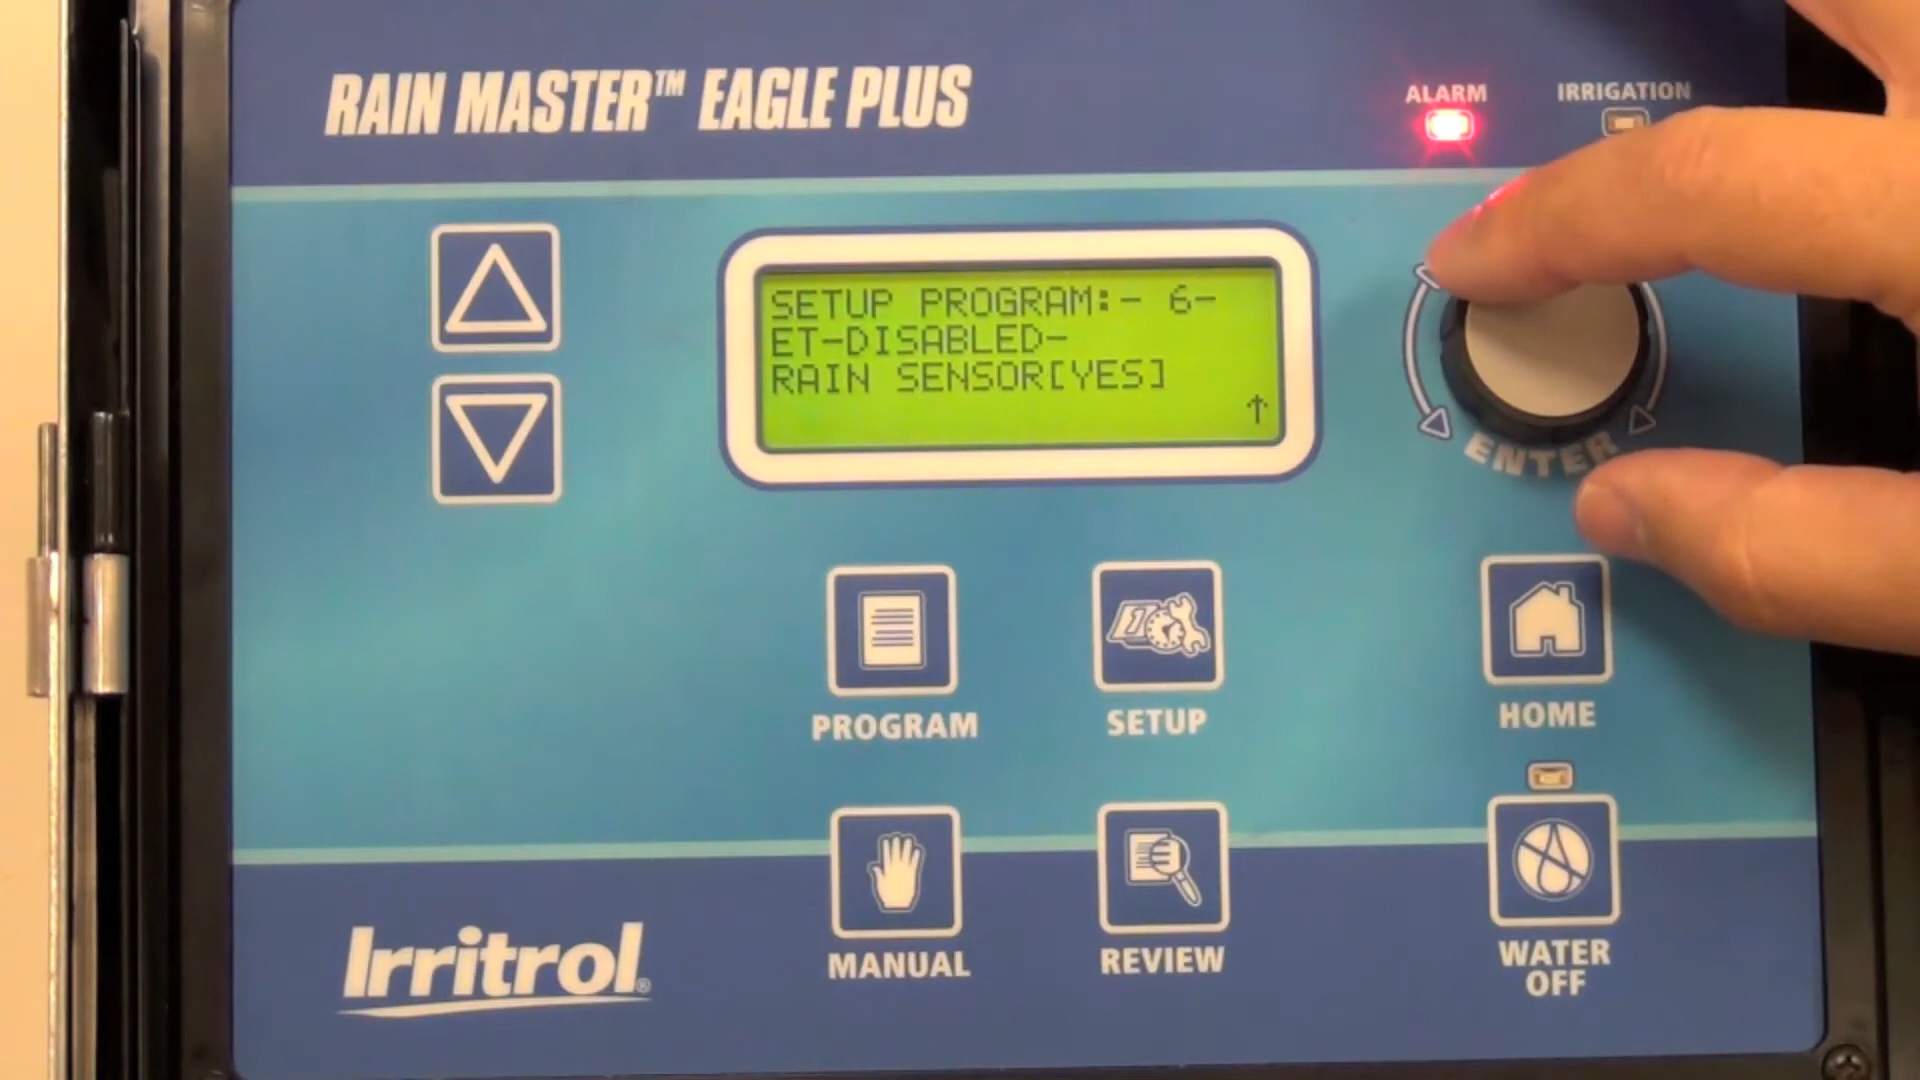 RAIN MASTER™ EAGLE PLUS
ALARM
IRRIGATION
SETUP PROGRAM:- 6-
ET-DISABLED-
RAIN SENSOR[YES]
↑
ENTER
PROGRAM
SETUP
HOME
MANUAL
REVIEW
WATER
OFF
Irritrol®